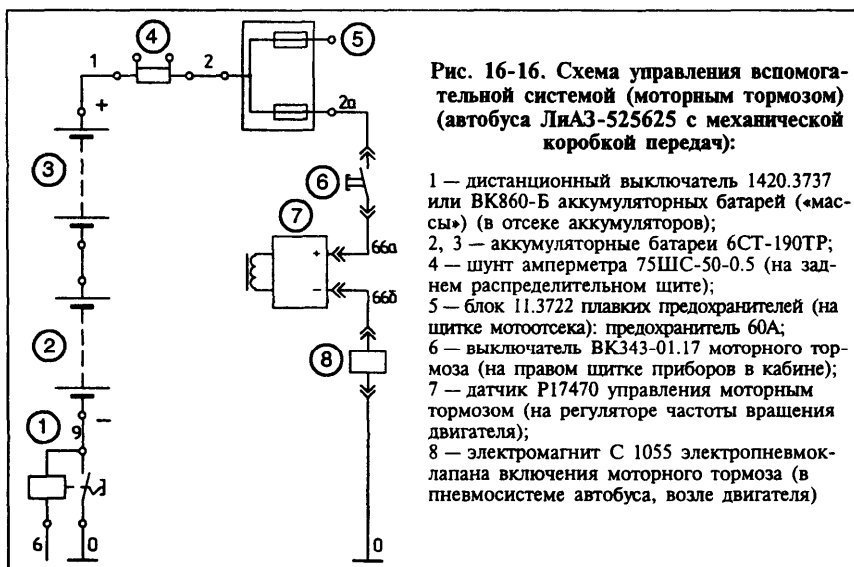 4
1
2
5
+
2а
3
6
7
66а
+
−
66б
2
8
1
9
−
6
0
0
Рис. 16-16. Схема управления вспомога-
тельной системой (моторным тормозом)
(автобуса ЛиАЗ-525625 с механической
коробкой передач):
1 — дистанционный выключатель 1420.3737
или ВК860-Б аккумуляторных батарей («мас-
сы») (в отсеке аккумуляторов);
2, 3 — аккумуляторные батареи 6СТ-190ТР;
4 — шунт амперметра 75ШС-50-0.5 (на зад-
нем распределительном щите);
5 — блок 11.3722 плавких предохранителей (на
щитке мотоотсека): предохранитель 60А;
6 — выключатель ВК343-01.17 моторного тор-
моза (на правом щитке приборов в кабине);
7 — датчик Р17470 управления моторным
тормозом (на регуляторе частоты вращения
двигателя);
8 — электромагнит С 1055 электропневмок-
лапана включения моторного тормоза (в
пневмосистеме автобуса, возле двигателя)